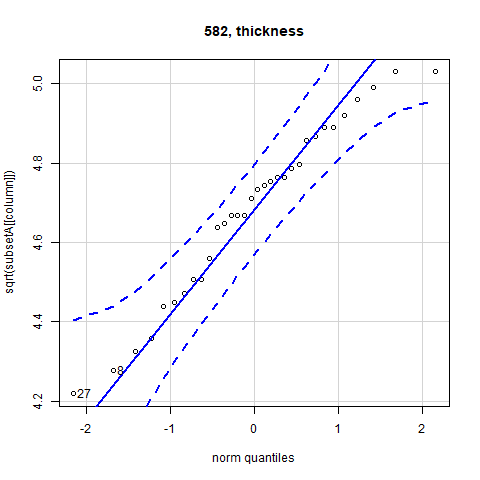 582, thickness
sqrt(subsetA[[column]])
5.0
4.8
4.6
4.4
4.2
27
-2 -1 0 1 2
norm quantiles